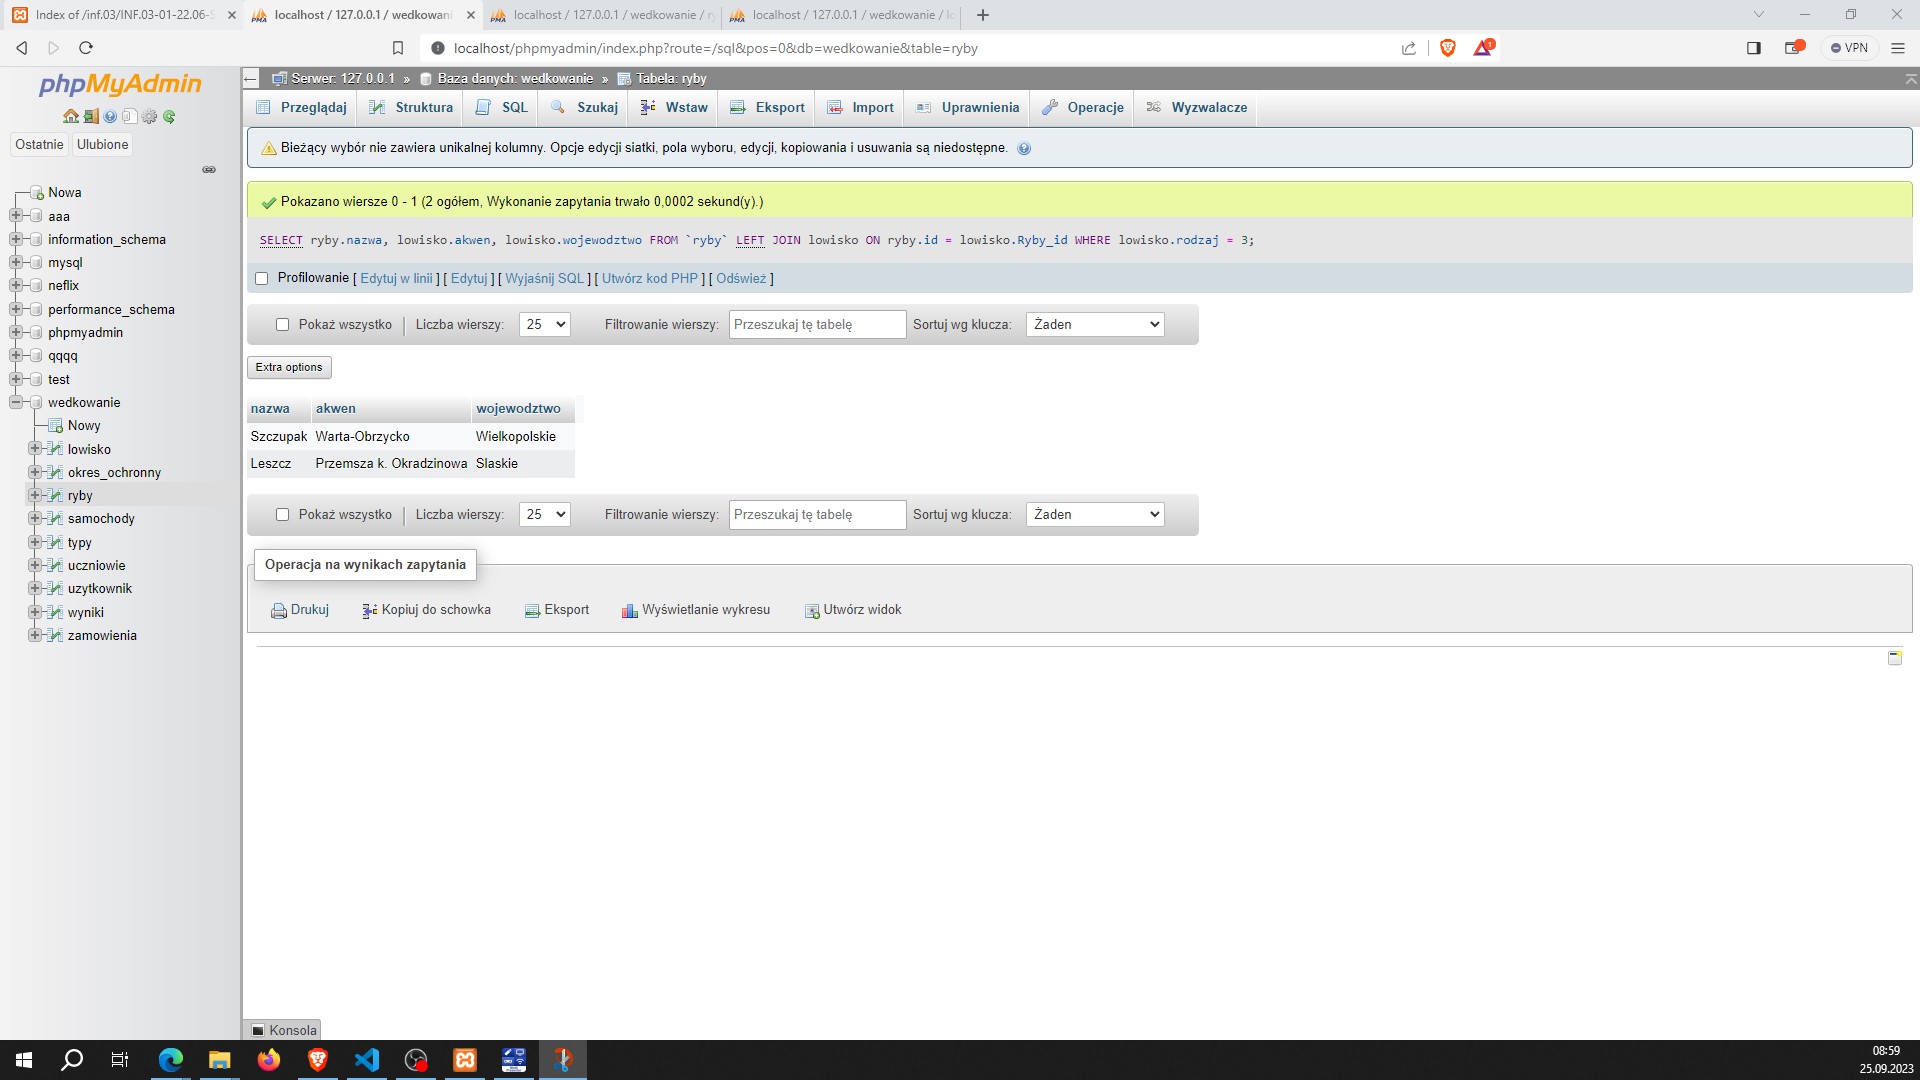 Index of /inf.03/INF.03-01-22.06-S
localhost / 127.0.0.1 / wedkowani
localhost / 127.0.0.1 / wedkowanie / ry
localhost / 127.0.0.1 / wedkowanie / lo
localhost/phpmyadmin/index.php?route=/sql&pos=0&db=wedkowanie&table=ryby
1
VPN
phpMyAdmin
Ostatnie
Ulubione
Nowa
aaa
information_schema
mysql
neflix
performance_schema
phpmyadmin
qqqq
test
wedkowanie
Nowy
lowisko
okres_ochronny
ryby
samochody
typy
uczniowie
uzytkownik
wyniki
zamowienia
Serwer: 127.0.0.1 » Baza danych: wedkowanie » Tabela: ryby
Przeglądaj
Struktura
SQL
Szukaj
Wstaw
Eksport
Import
Uprawnienia
Operacje
Wyzwalacze
Bieżący wybór nie zawiera unikalnej kolumny. Opcje edycji siatki, pola wyboru, edycji, kopiowania i usuwania są niedostępne.
Pokazano wiersze 0 - 1 (2 ogółem, Wykonanie zapytania trwało 0,0002 sekund(y).)
SELECT ryby.nazwa, lowisko.akwen, lowisko.wojewodztwo FROM `ryby` LEFT JOIN lowisko ON ryby.id = lowisko.Ryby_id WHERE lowisko.rodzaj = 3;
Profilowanie [ Edytuj w linii ] [ Edytuj ] [ Wyjaśnij SQL ] [ Utwórz kod PHP ] [ Odśwież ]
Pokaż wszystko | Liczba wierszy: 25 Filtrowanie wierszy: Przeszukaj tę tabelę Sortuj wg klucza: Żaden
Extra options
nazwa akwen wojewodztwo
Szczupak Warta-Obrzycko Wielkopolskie
Leszcz Przemsza k. Okradzinowa Slaskie
Pokaż wszystko | Liczba wierszy: 25 Filtrowanie wierszy: Przeszukaj tę tabelę Sortuj wg klucza: Żaden
Operacja na wynikach zapytania
Drukuj
Kopiuj do schowka
Eksport
Wyświetlanie wykresu
Utwórz widok
Konsola
08:59
25.09.2023